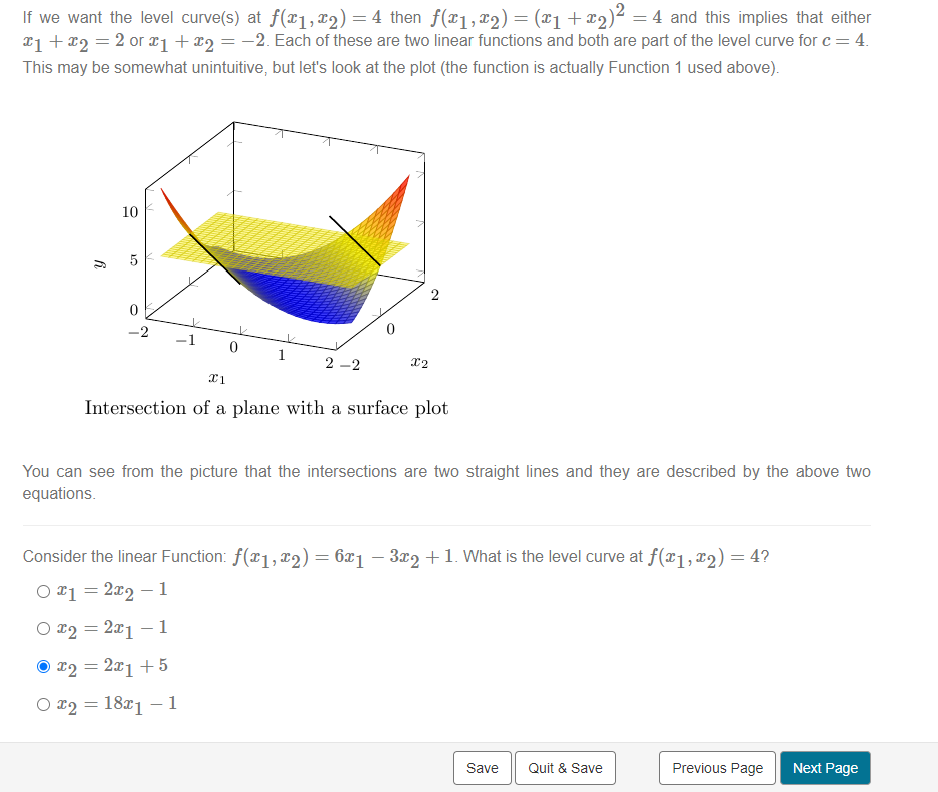 If we want the level curve(s) at f(x₁, x₂) = 4 then f(x₁, x₂) = (x₁ + x₂)² = 4 and this implies that either
x₁ + x₂ = 2 or x₁ + x₂ = −2. Each of these are two linear functions and both are part of the level curve for c = 4.
This may be somewhat unintuitive, but let's look at the plot (the function is actually Function 1 used above).
10
5
0
y
−2
−1
0
1
2
−2
0
2
x₁
x₂
Intersection of a plane with a surface plot
You can see from the picture that the intersections are two straight lines and they are described by the above two
equations.
Consider the linear Function: f(x₁, x₂) = 6x₁ − 3x₂ + 1. What is the level curve at f(x₁, x₂) = 4?
x₁ = 2x₂ − 1
x₂ = 2x₁ − 1
x₂ = 2x₁ + 5
x₂ = 18x₁ − 1
Save Quit & Save Previous Page Next Page